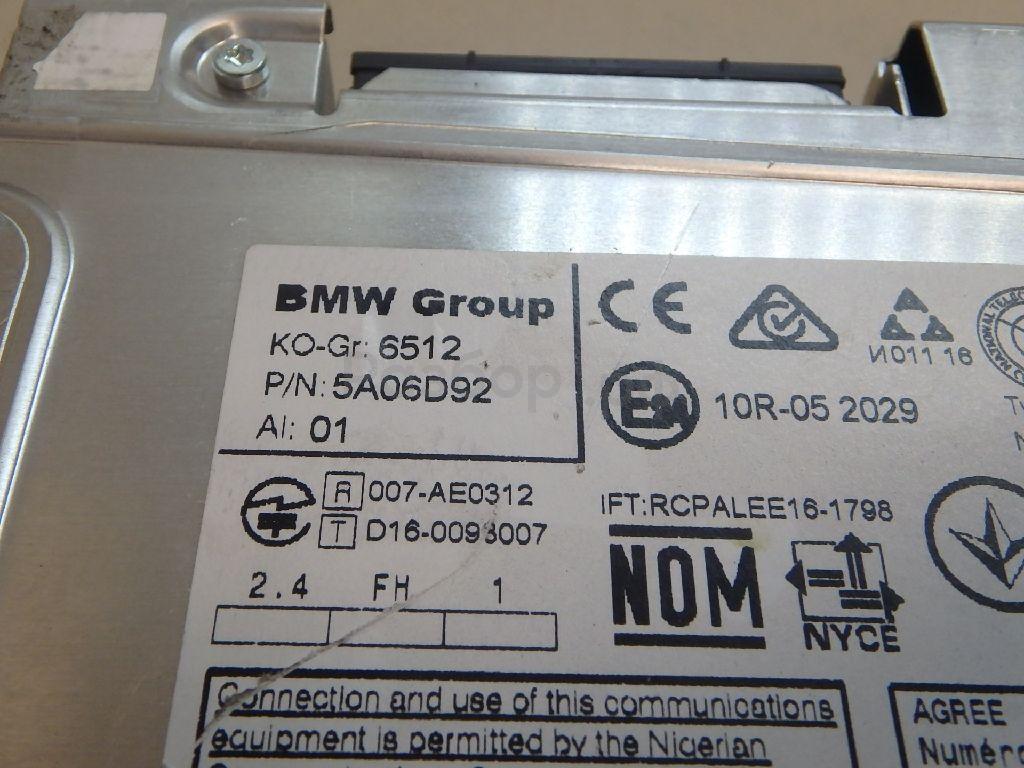 BMW Group
KO-Gr: 6512
P/N: 5A06D92
AI: 01
CE
И011 16
E24 10R-05 2029
R 007-AE0312
T D16-0093007
2.4 FH 1
IFT:RCPALEE16-1798
NOM
NYCE
Connection and use of this communications
equipment is permitted by the Nigerian
AGREE
Numéro